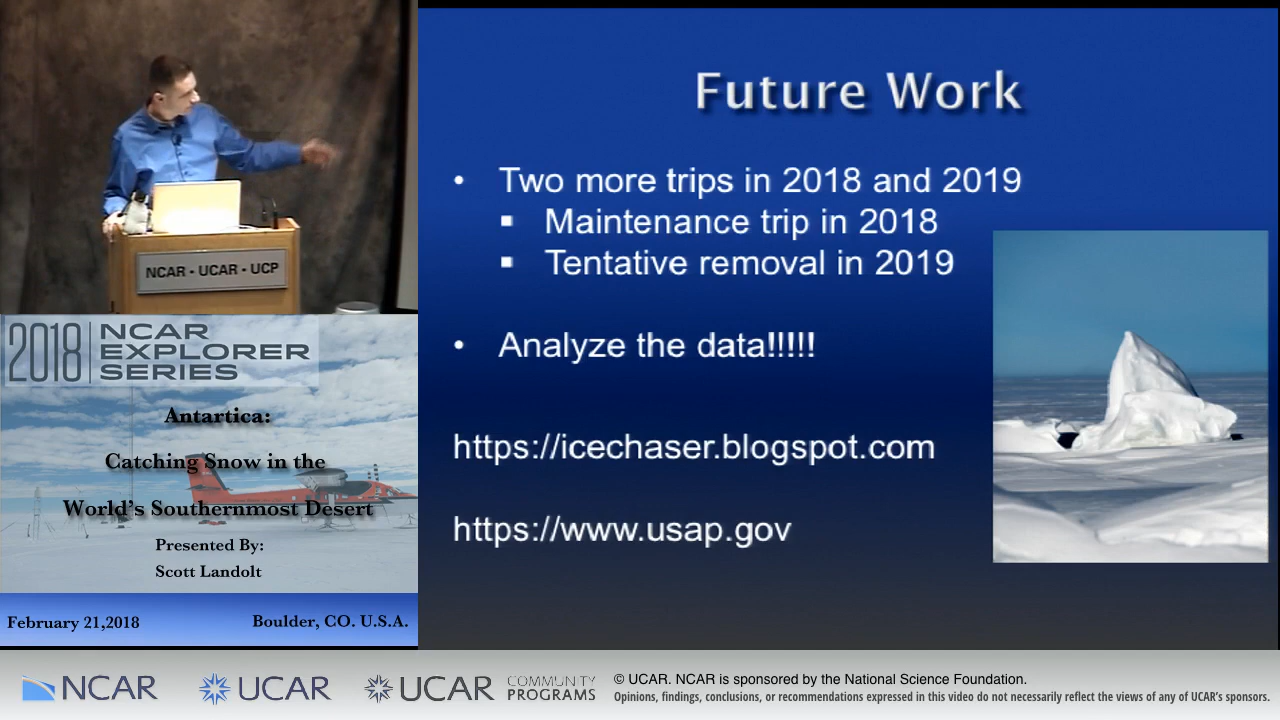 NCAR • UCAR • UCP
2018 NCAR
EXPLORER
SERIES
Antartica:
Catching Snow in the
World's Southernmost Desert
Presented By:
Scott Landolt
February 21,2018
Boulder, CO. U.S.A.
Future Work
• Two more trips in 2018 and 2019
▪ Maintenance trip in 2018
▪ Tentative removal in 2019
• Analyze the data!!!!!
https://icechaser.blogspot.com
https://www.usap.gov
NCAR
UCAR
UCAR COMMUNITY
PROGRAMS
© UCAR. NCAR is sponsored by the National Science Foundation.
Opinions, findings, conclusions, or recommendations expressed in this video do not necessarily reflect the views of any of UCAR's sponsors.